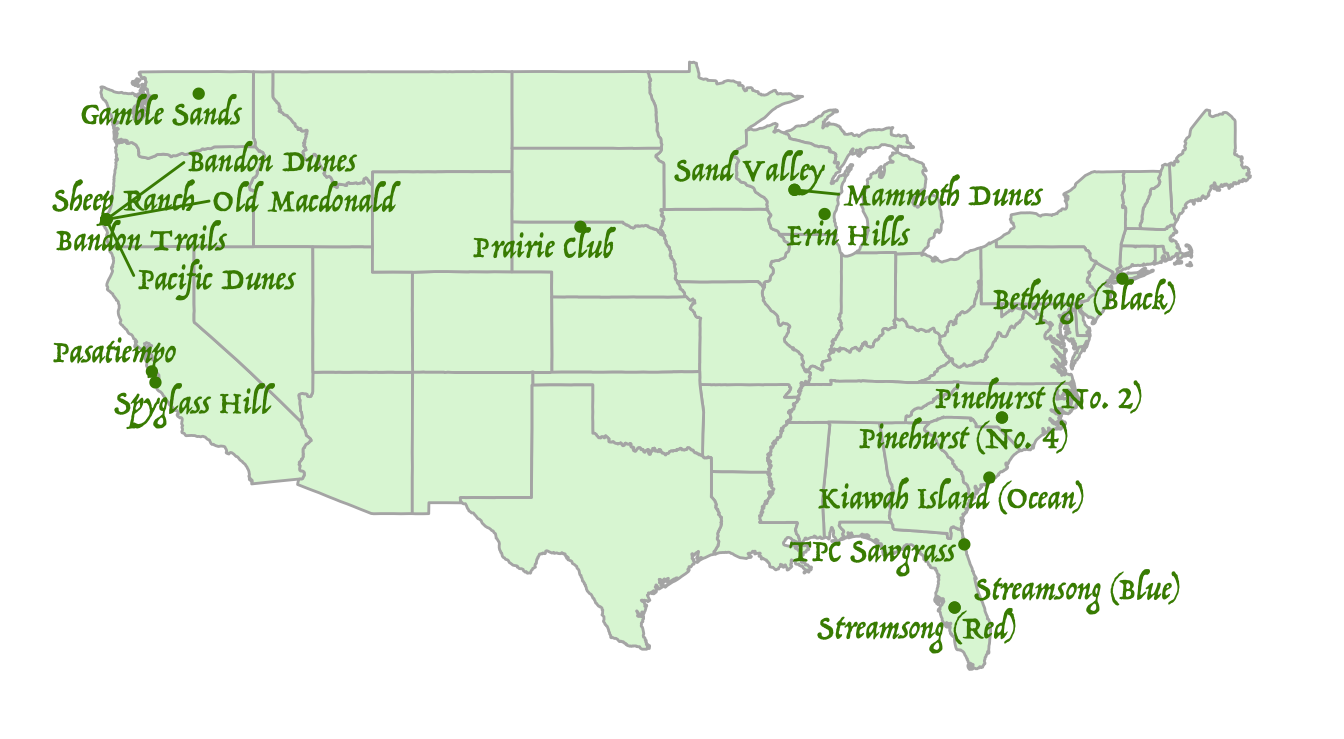 Gamble Sands
Bandon Dunes
Sheep Ranch
Old Macdonald
Bandon Trails
Pacific Dunes
Sand Valley
Mammoth Dunes
Erin Hills
Prairie Club
Bethpage (Black)
Pasatiempo
Spyglass Hill
Pinehurst (No. 2)
Pinehurst (No. 4)
Kiawah Island (Ocean)
TPC Sawgrass
Streamsong (Blue)
Streamsong (Red)